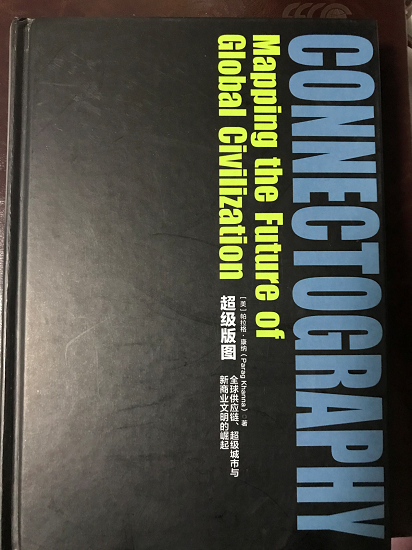 CONNECTOGRAPHY
Mapping the Future of
Global Civilization
超级版图
[美] 帕拉格·康纳 (Parag Khanna) ◎著
全球供应链、超级城市与
新商业文明的崛起